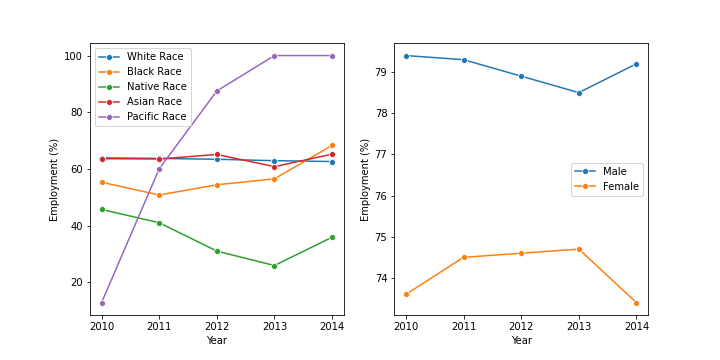 100
80
60
40
20
Employment (%)
White Race
Black Race
Native Race
Asian Race
Pacific Race
2010 2011 2012 2013 2014
Year
79
78
77
76
75
74
Employment (%)
Male
Female
2010 2011 2012 2013 2014
Year